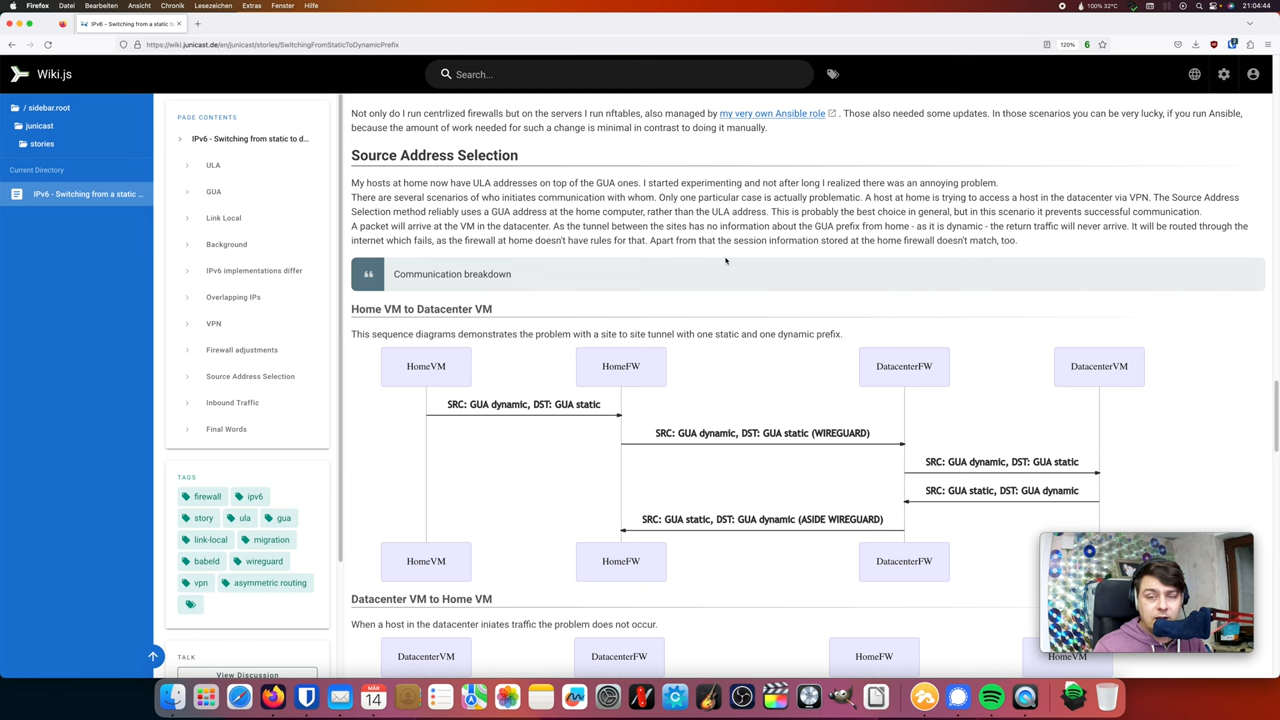 Firefox Datei Bearbeiten Ansicht Chronik Lesezeichen Extras Fenster Hilfe
100% 32°C
21:04:44
IPv6 - Switching from a static to
https://wiki.junicast.de/en/junicast/stories/SwitchingFromStaticToDynamicPrefix
120%
6
Wiki.js
Search...
/ sidebar.root
junicast
stories
Current Directory
IPv6 - Switching from a static ...
PAGE CONTENTS
IPv6 - Switching from static to d...
ULA
GUA
Link Local
Background
IPv6 implementations differ
Overlapping IPs
VPN
Firewall adjustments
Source Address Selection
Inbound Traffic
Final Words
TAGS
firewall
ipv6
story
ula
gua
link-local
migration
babeld
wireguard
vpn
asymmetric routing
TALK
View Discussion
Not only do I run centrlized firewalls but on the servers I run nftables, also managed by my very own Ansible role . Those also needed some updates. In those scenarios you can be very lucky, if you run Ansible,
because the amount of work needed for such a change is minimal in contrast to doing it manually.
Source Address Selection
My hosts at home now have ULA addresses on top of the GUA ones. I started experimenting and not after long I realized there was an annoying problem.
There are several scenarios of who initiates communication with whom. Only one particular case is actually problematic. A host at home is trying to access a host in the datacenter via VPN. The Source Address
Selection method reliably uses a GUA address at the home computer, rather than the ULA address. This is probably the best choice in general, but in this scenario it prevents successful communication.
A packet will arrive at the VM in the datacenter. As the tunnel between the sites has no information about the GUA prefix from home - as it is dynamic - the return traffic will never arrive. It will be routed through the
internet which fails, as the firewall at home doesn't have rules for that. Apart from that the session information stored at the home firewall doesn't match, too.
Communication breakdown
Home VM to Datacenter VM
This sequence diagrams demonstrates the problem with a site to site tunnel with one static and one dynamic prefix.
HomeVM HomeFW DatacenterFW DatacenterVM
SRC: GUA dynamic, DST: GUA static
SRC: GUA dynamic, DST: GUA static (WIREGUARD)
SRC: GUA dynamic, DST: GUA static
SRC: GUA static, DST: GUA dynamic
SRC: GUA static, DST: GUA dynamic (ASIDE WIREGUARD)
HomeVM HomeFW DatacenterFW
Datacenter VM to Home VM
When a host in the datacenter iniates traffic the problem does not occur.
DatacenterVM DatacenterFW HomeFW HomeVM
MÄR
14